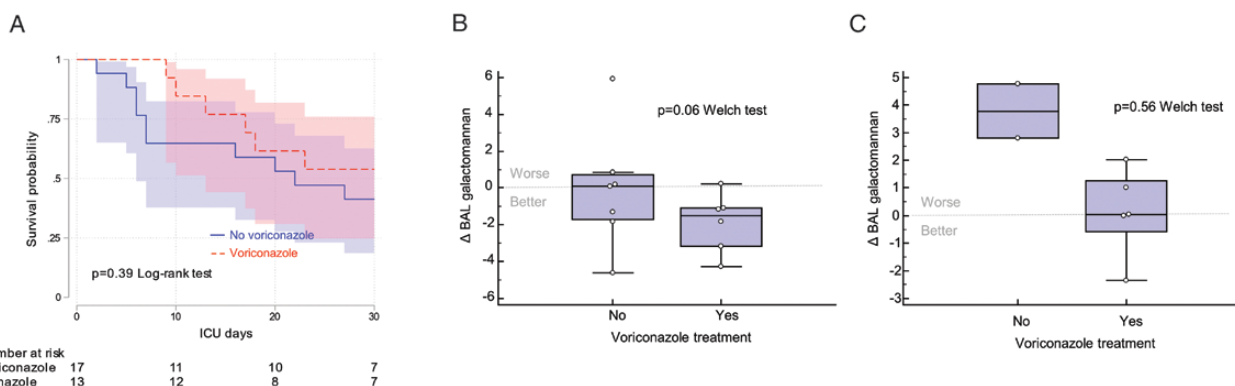 A
1
.75
.5
.25
0
Survival probability
No voriconazole
Voriconazole
p=0.39 Log-rank test
0 10 20 30
ICU days
mber at risk
iconazole 17 11 10 7
nazole 13 12 8 7
B
6
4
2
0
-2
-4
-6
Δ BAL galactomannan
p=0.06 Welch test
Worse
Better
No Yes
Voriconazole treatment
C
5
4
3
2
1
0
-1
-2
-3
Δ BAL galactomannan
p=0.56 Welch test
Worse
Better
No Yes
Voriconazole treatment